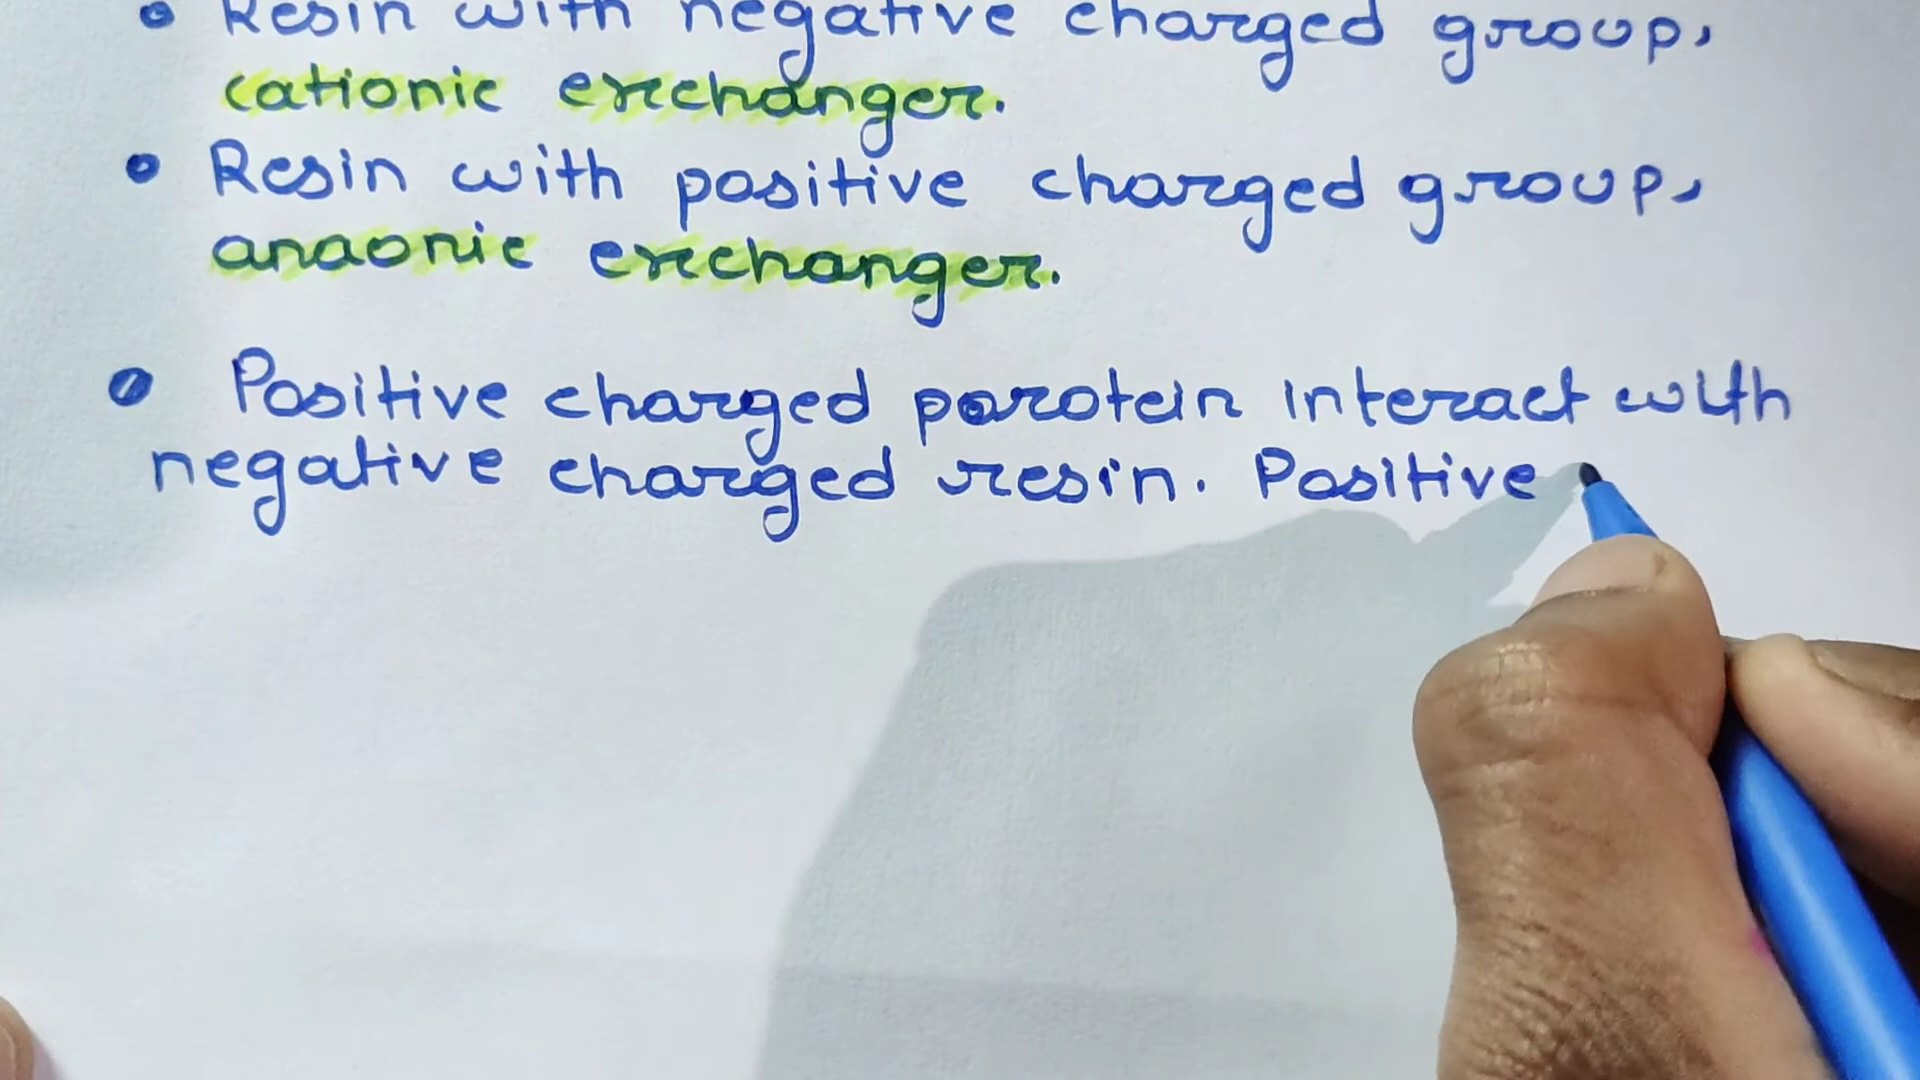 Resin with negative charged group,
cationic exchanger.
Resin with positive charged group,
anaonic exchanger.
Positive charged porotein interact with
negative charged resin. Positive